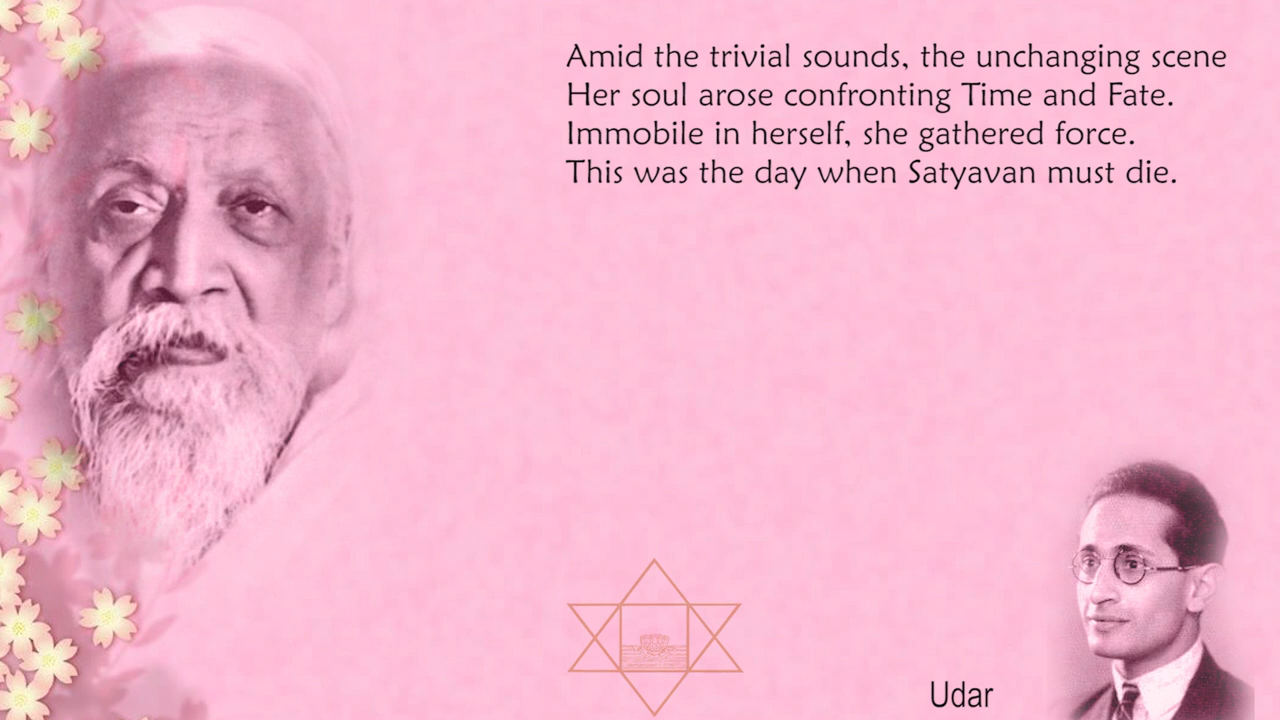 Amid the trivial sounds, the unchanging scene
Her soul arose confronting Time and Fate.
Immobile in herself, she gathered force.
This was the day when Satyavan must die.
Udar